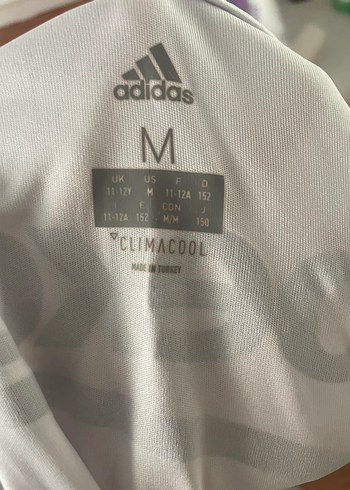 adidas
M
UK US F D
11-12Y M 11-12A 152
I E CDN J
11-12A 152 M/M 150
CLIMACOOL
MADE IN TURKEY